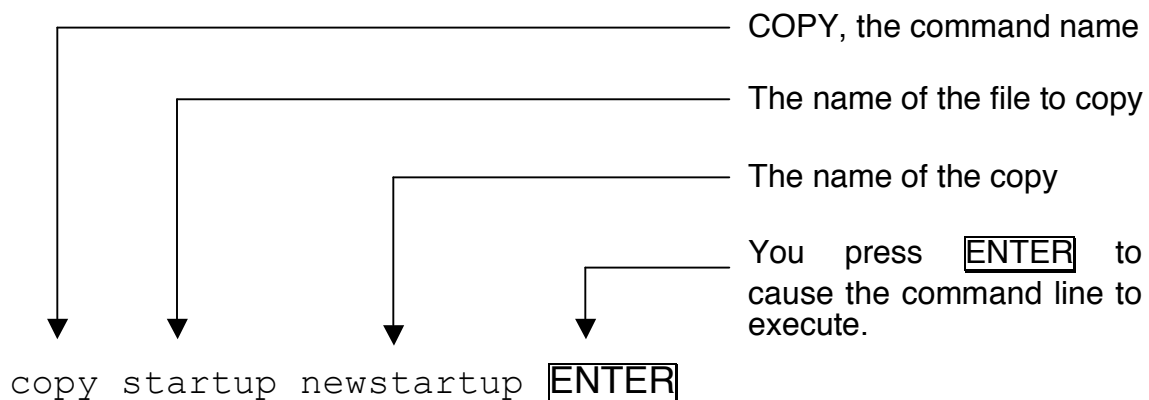 COPY, the command name
The name of the file to copy
The name of the copy
You press ENTER to
cause the command line to
execute.
copy startup newstartup ENTER